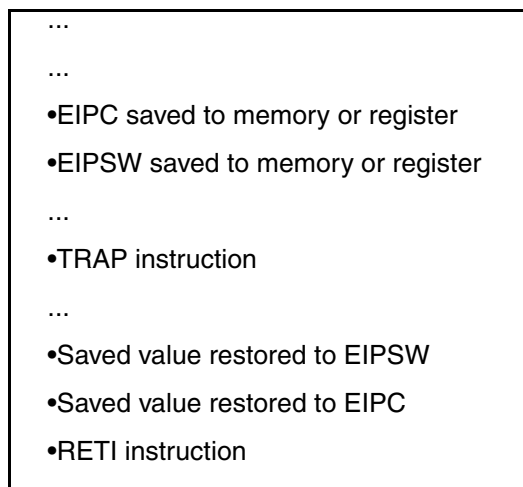 ...
...
•EIPC saved to memory or register
•EIPSW saved to memory or register
...
•TRAP instruction
...
•Saved value restored to EIPSW
•Saved value restored to EIPC
•RETI instruction